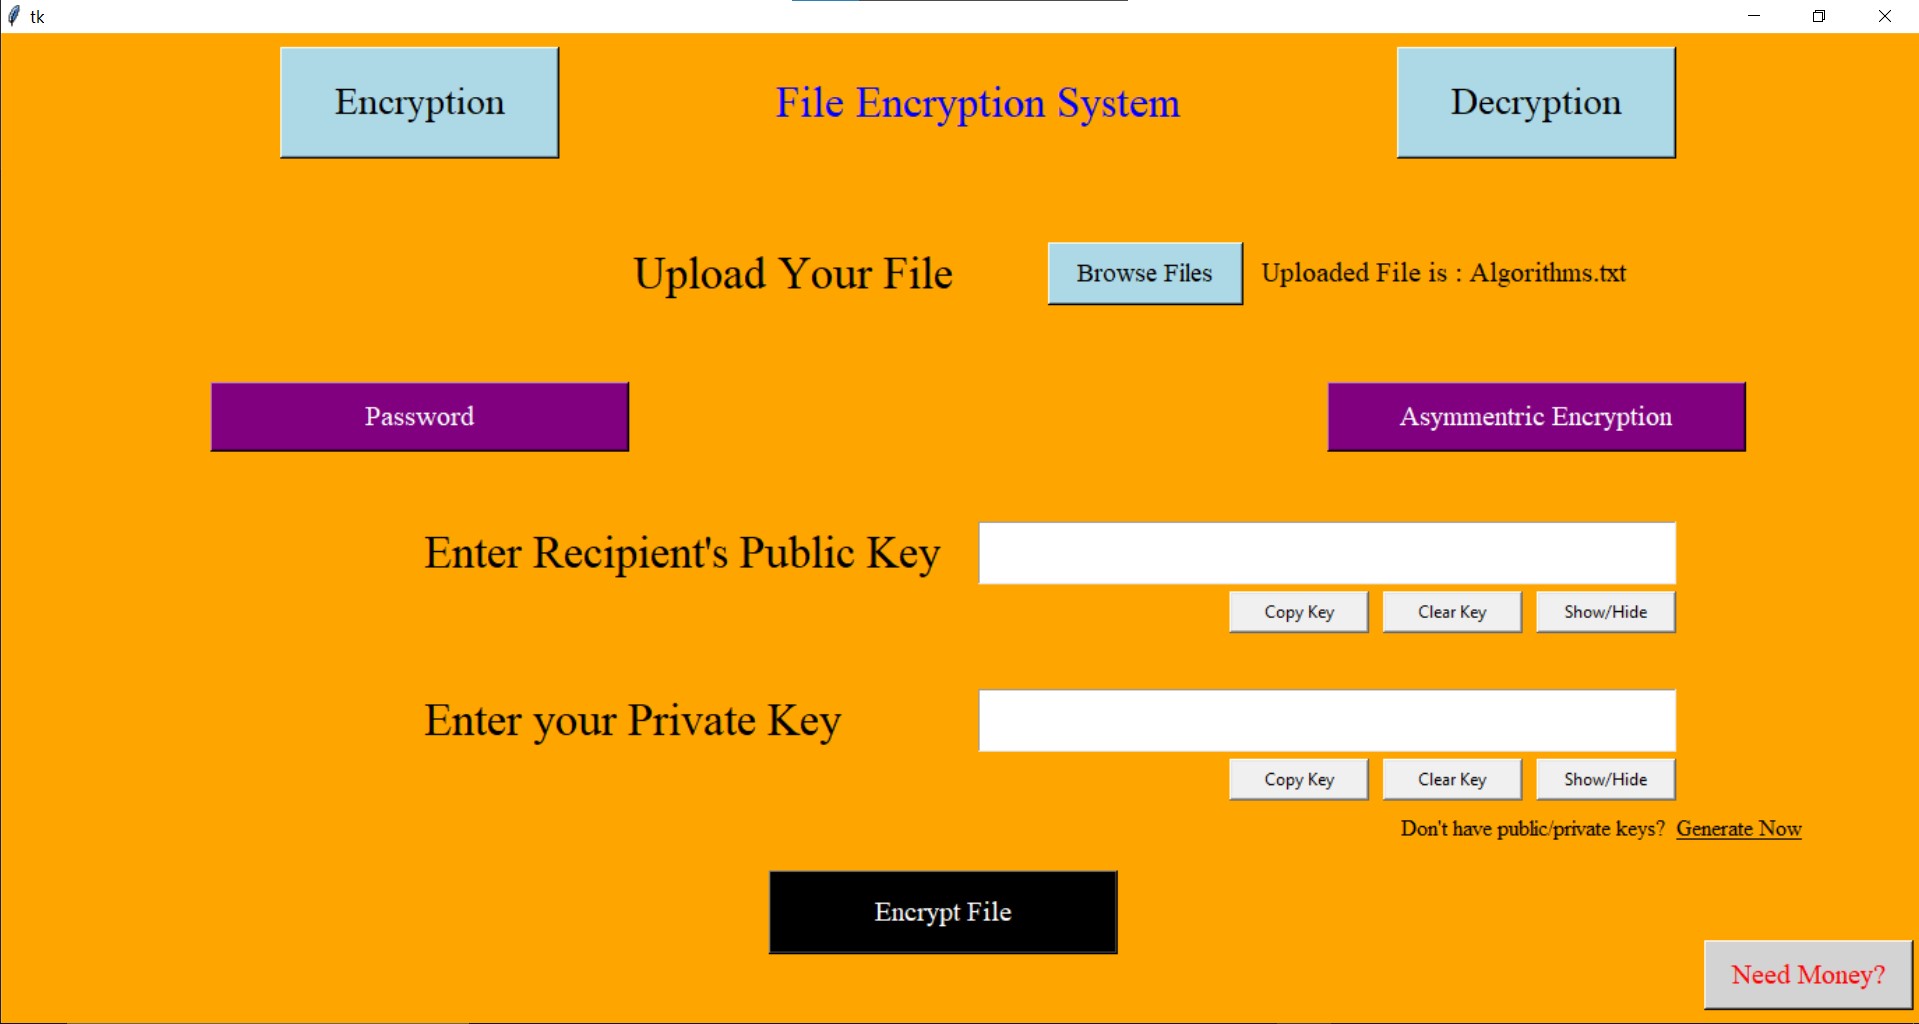 tk
Encryption File Encryption System Decryption
Upload Your File Browse Files Uploaded File is : Algorithms.txt
Password Asymmentric Encryption
Enter Recipient's Public Key
Copy Key Clear Key Show/Hide
Enter your Private Key
Copy Key Clear Key Show/Hide
Don't have public/private keys? Generate Now
Encrypt File
Need Money?